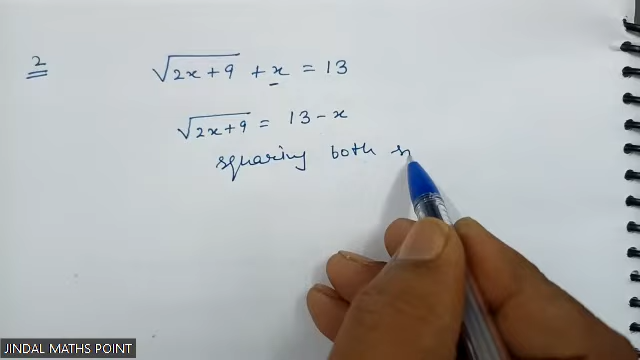 2
√2x+9 + x = 13
√2x+9 = 13-x
squaring both s
JINDAL MATHS POINT